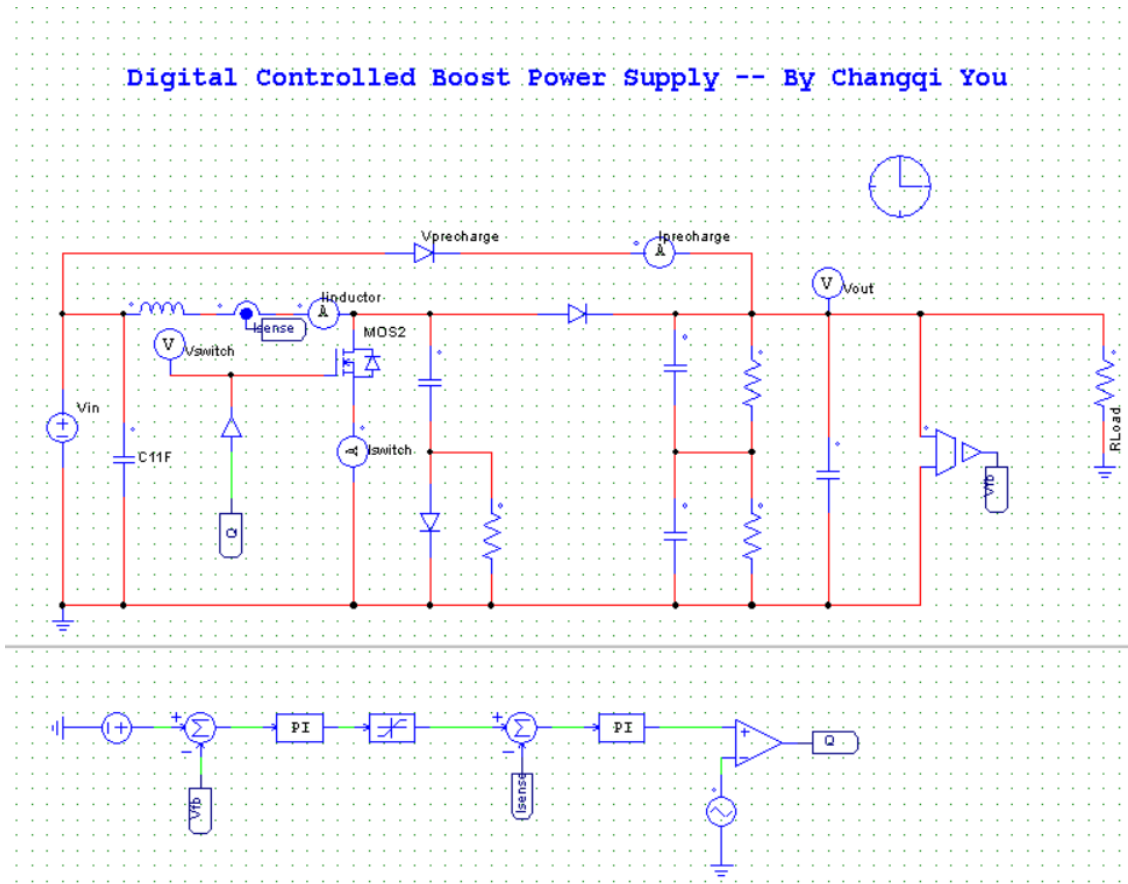 Digital Controlled Boost Power Supply -- By Changqi You
Vprecharge
Iprecharge
A
Iinductor
A
Isense
V
Vout
V
Vswitch
MOS2
Vin
C11F
A
Iswitch
Q
Vfb
RLoad
PI
PI
Q
Vfb
Isense